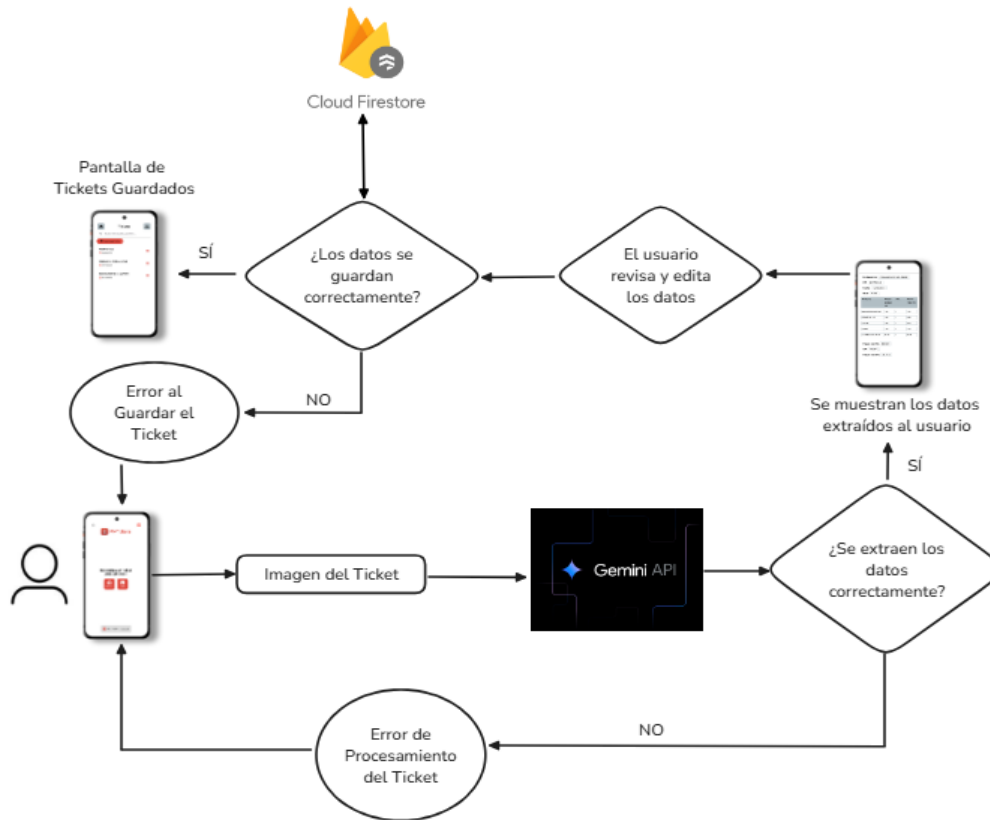 Cloud Firestore
Pantalla de
Tickets Guardados
SÍ
¿Los datos se
guardan
correctamente?
El usuario
revisa y edita
los datos
Error al
Guardar el
Ticket
NO
Se muestran los datos
extraídos al usuario
SÍ
Imagen del Ticket
Gemini API
¿Se extraen los
datos
correctamente?
Error de
Procesamiento
del Ticket
NO